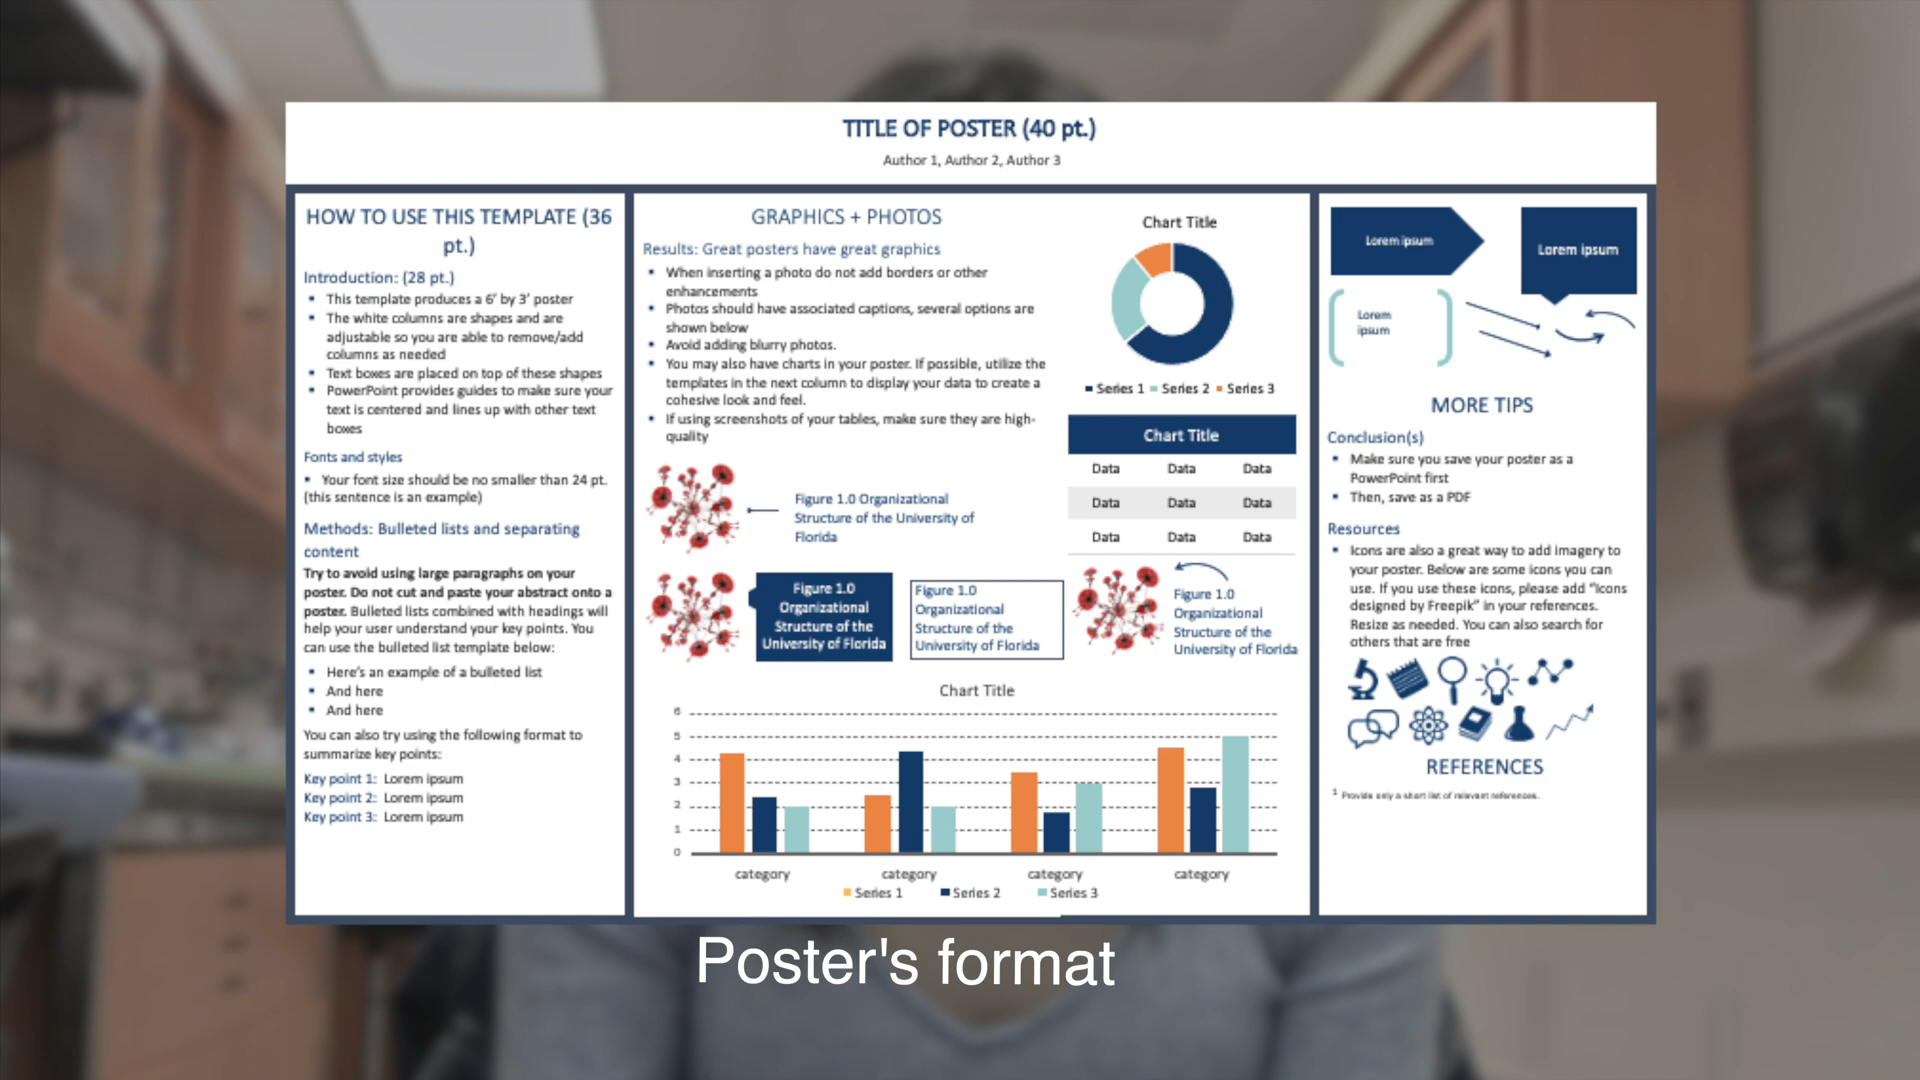 TITLE OF POSTER (40 pt.)
Author 1, Author 2, Author 3
HOW TO USE THIS TEMPLATE (36
pt.)
Introduction: (28 pt.)
▪ This template produces a 6' by 3' poster
▪ The white columns are shapes and are
adjustable so you are able to remove/add
columns as needed
▪ Text boxes are placed on top of these shapes
▪ PowerPoint provides guides to make sure your
text is centered and lines up with other text
boxes
Fonts and styles
▪ Your font size should be no smaller than 24 pt.
(this sentence is an example)
Methods: Bulleted lists and separating
content
Try to avoid using large paragraphs on your
poster. Do not cut and paste your abstract onto a
poster. Bulleted lists combined with headings will
help your user understand your key points. You
can use the bulleted list template below:
▪ Here's an example of a bulleted list
▪ And here
▪ And here
You can also try using the following format to
summarize key points:
Key point 1: Lorem ipsum
Key point 2: Lorem ipsum
Key point 3: Lorem ipsum
GRAPHICS + PHOTOS
Results: Great posters have great graphics
▪ When inserting a photo do not add borders or other
enhancements
▪ Photos should have associated captions, several options are
shown below
▪ Avoid adding blurry photos.
▪ You may also have charts in your poster. If possible, utilize the
templates in the next column to display your data to create a
cohesive look and feel.
▪ If using screenshots of your tables, make sure they are high-
quality
Figure 1.0 Organizational
Structure of the University of
Florida
Figure 1.0
Organizational
Structure of the
University of Florida
Figure 1.0
Organizational
Structure of the
University of Florida
Chart Title
Series 1 Series 2 Series 3
Chart Title
Data Data Data
Data Data Data
Data Data Data
Figure 1.0
Organizational
Structure of the
University of Florida
Chart Title
6
5
4
3
2
1
0
category category category category
Series 1 Series 2 Series 3
Lorem ipsum
Lorem ipsum
Lorem
ipsum
MORE TIPS
Conclusion(s)
▪ Make sure you save your poster as a
PowerPoint first
▪ Then, save as a PDF
Resources
▪ Icons are also a great way to add imagery to
your poster. Below are some icons you can
use. If you use these icons, please add "Icons
designed by Freepik" in your references.
Resize as needed. You can also search for
others that are free
REFERENCES
1 Provide only a short list of relevant references.
Poster's format